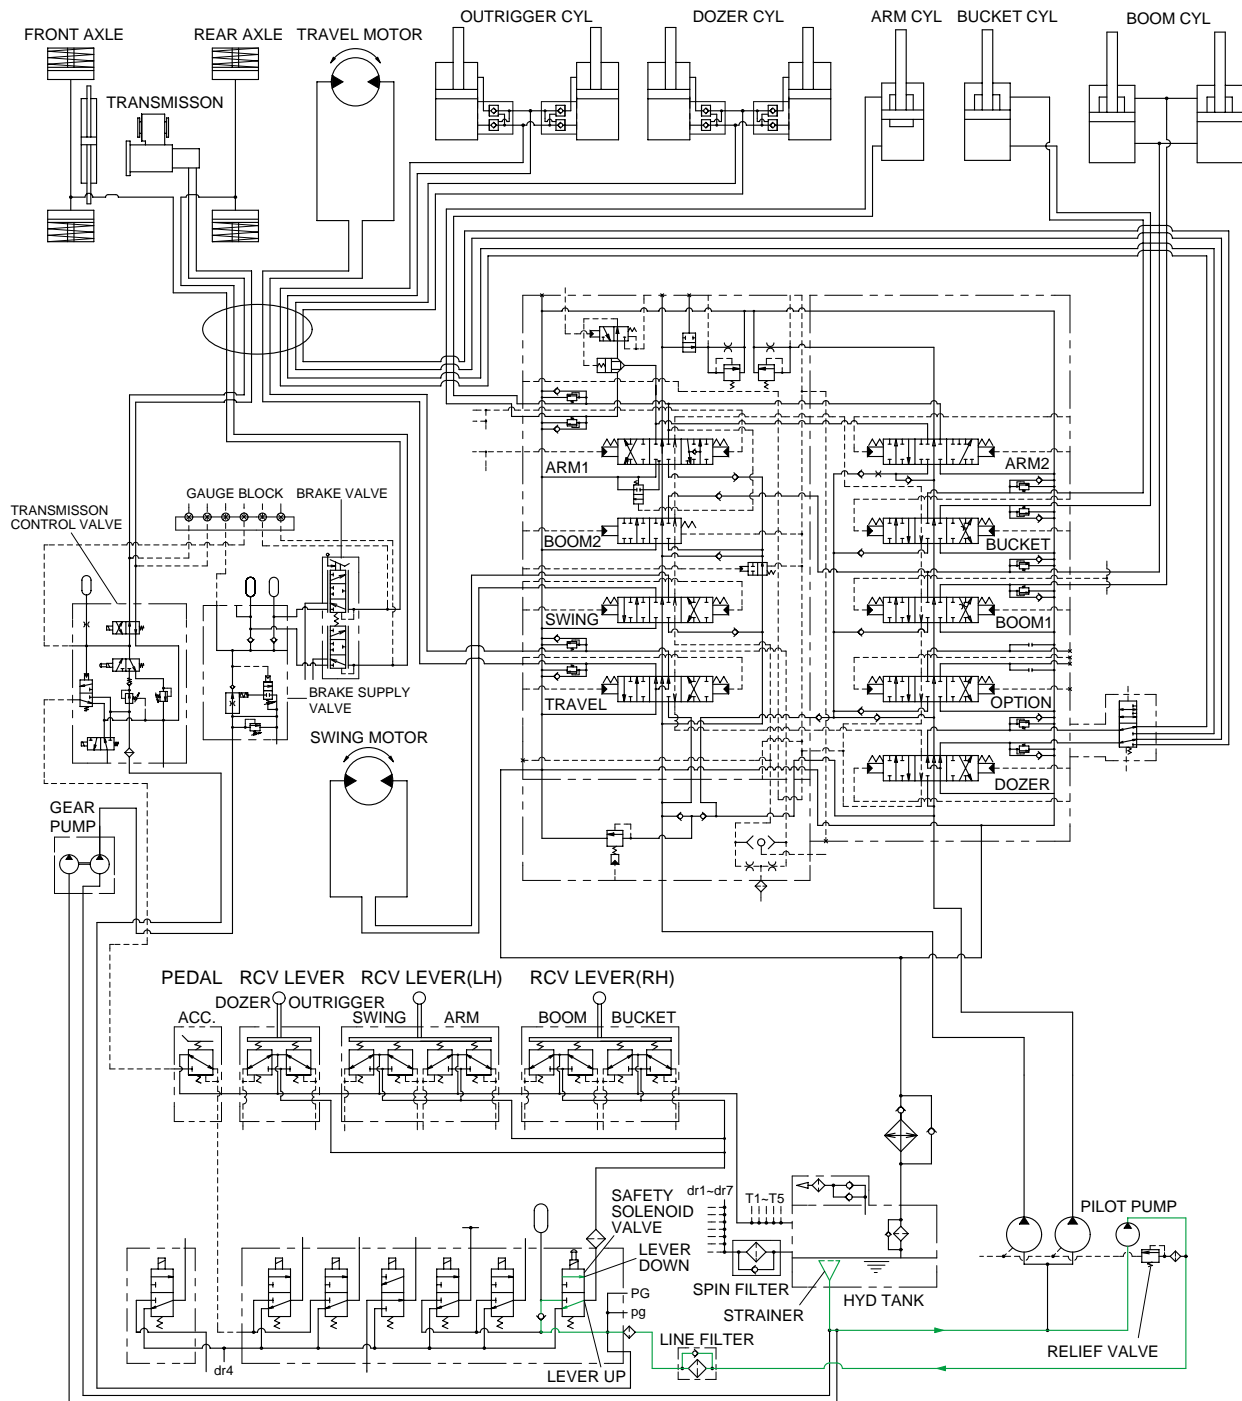 OUTRIGGER CYL
DOZER CYL
ARM CYL
BUCKET CYL
BOOM CYL
FRONT AXLE
REAR AXLE
TRAVEL MOTOR
TRANSMISSON
ARM1
ARM2
BOOM2
BUCKET
SWING
BOOM1
TRAVEL
OPTION
DOZER
GAUGE BLOCK
BRAKE VALVE
TRANSMISSON
CONTROL VALVE
BRAKE SUPPLY
VALVE
SWING MOTOR
GEAR
PUMP
PEDAL
RCV LEVER
RCV LEVER(LH)
RCV LEVER(RH)
DOZER
OUTRIGGER
ACC.
SWING
ARM
BOOM
BUCKET
SAFETY
SOLENOID
VALVE
LEVER
DOWN
dr1~dr7
T1~T5
PILOT PUMP
PG
pg
SPIN FILTER
STRAINER
HYD TANK
LINE FILTER
RELIEF VALVE
dr4
LEVER UP